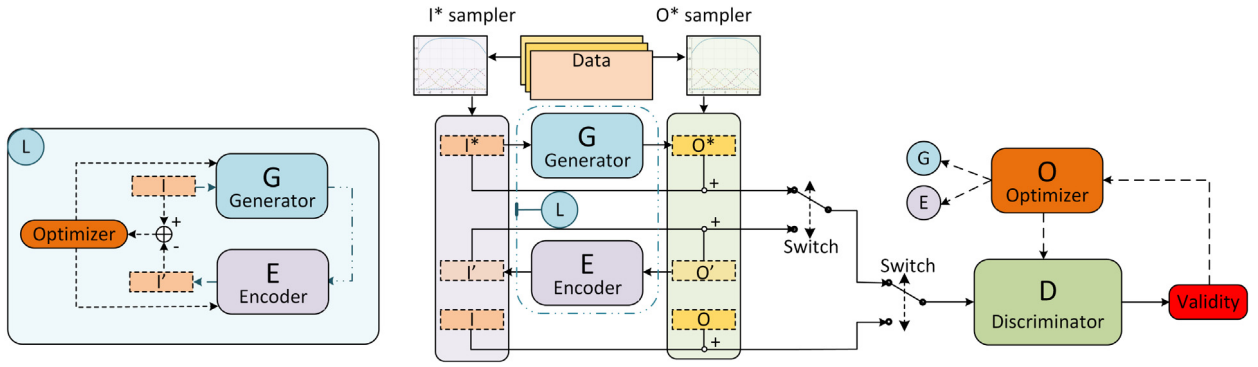 I* sampler
O* sampler
Data
L
I
G
Generator
Optimizer
+
-
I'
E
Encoder
I*
G
Generator
O*
+
L
+
I'
E
Encoder
O'
I
O
+
Switch
Switch
G
E
O
Optimizer
D
Discriminator
Validity